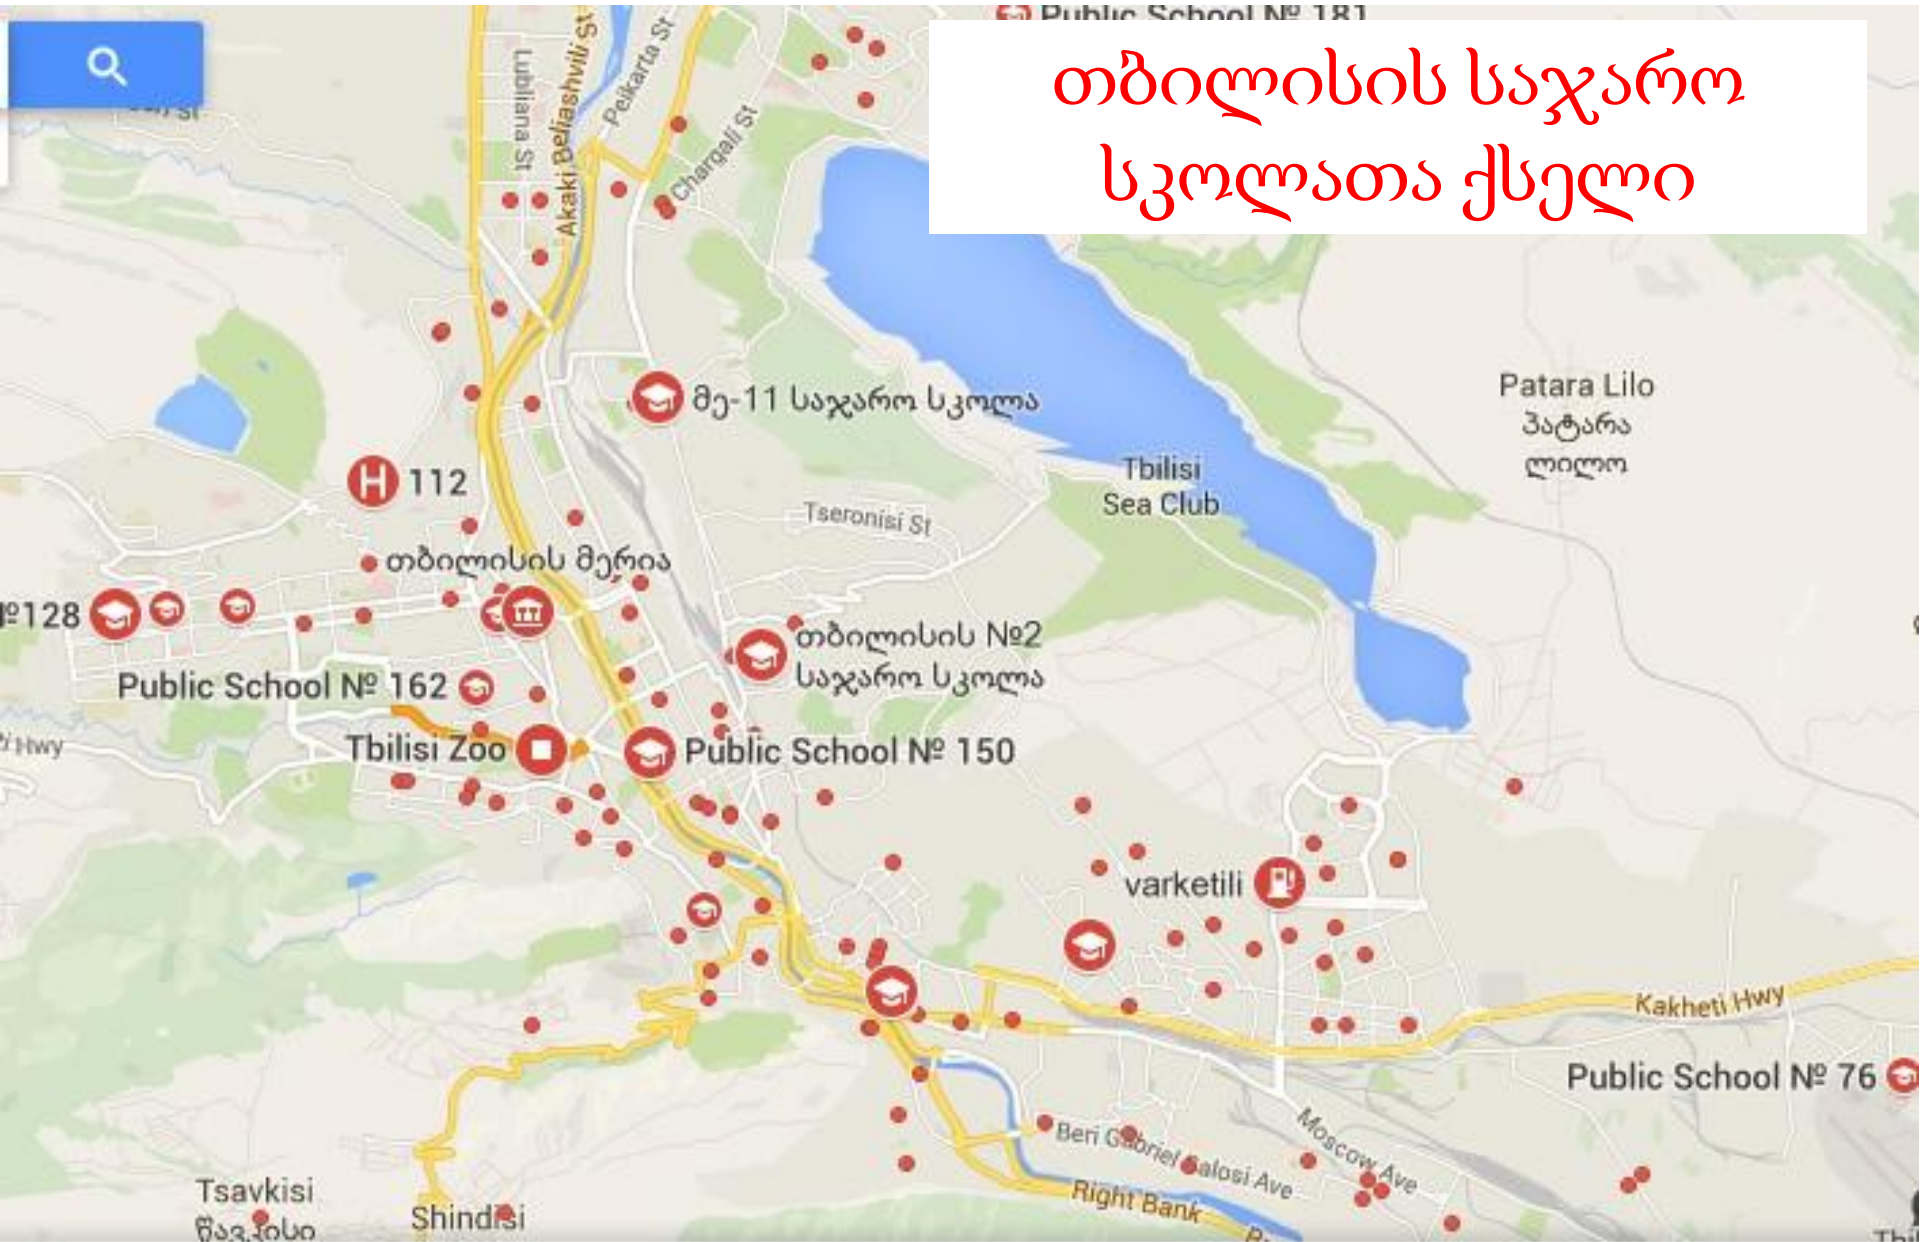 Public School № 181
თბილისის საჯარო
სკოლათა ქსელი
Lubliana St
Akaki Beliashvili St
Peikarta St
Chargali St
მე-11 საჯარო სკოლა
Patara Lilo
პატარა
ლილო
112
Tbilisi
Sea Club
Tseronisi St
თბილისის მერია
№128
თბილისის №2
საჯარო სკოლა
Public School № 162
Hwy
Tbilisi Zoo
Public School № 150
varketili
Kakheti Hwy
Public School № 76
Beri Gabriel Salosi Ave
Moscow Ave
Right Bank
Tsavkisi
წავკისი
Shindisi